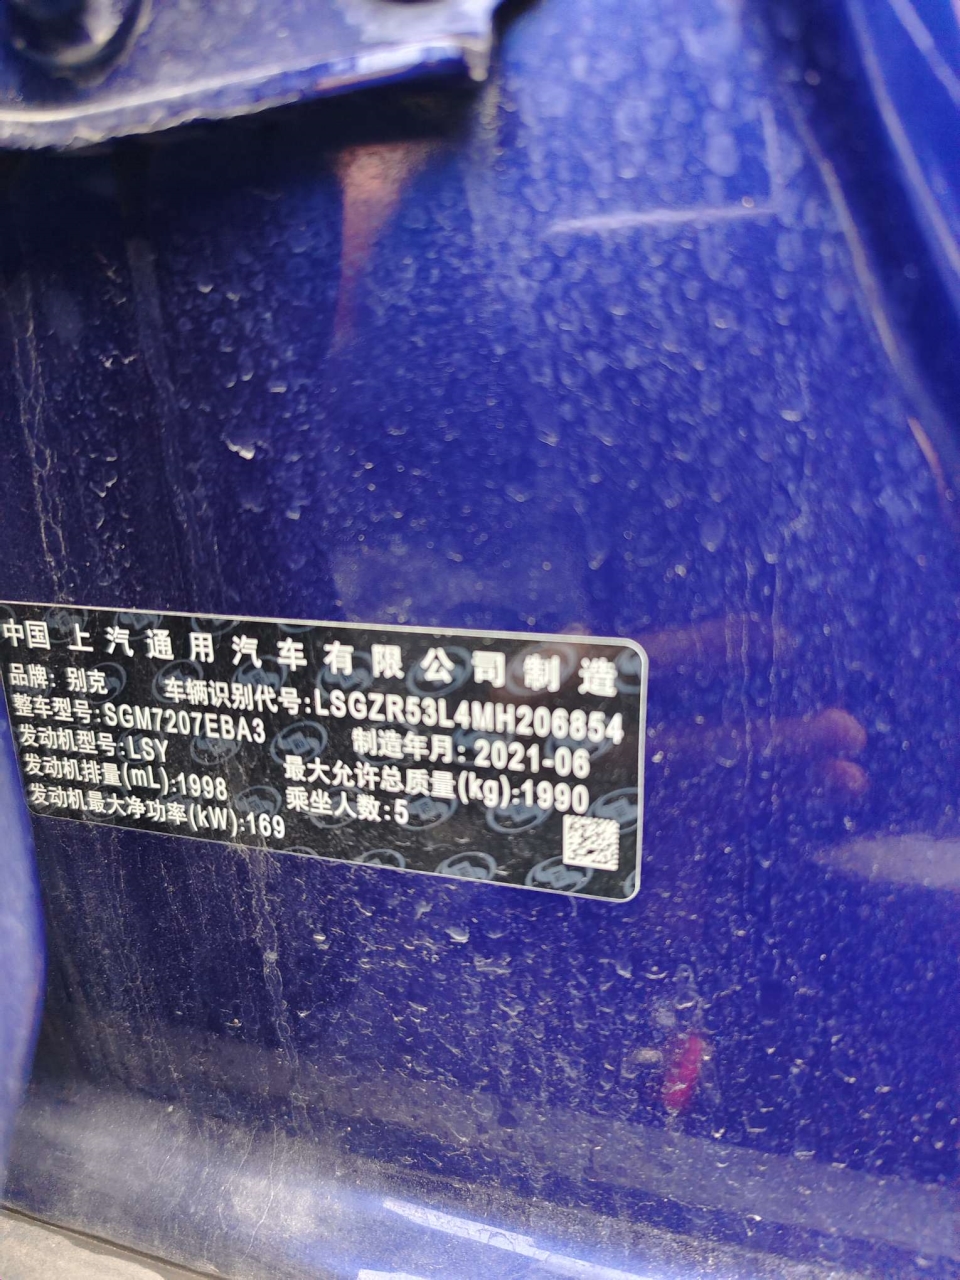 中国 上汽通用汽车有限公司制造
品牌: 别克 车辆识别代号:LSGZR53L4MH206854
整车型号:SGM7207EBA3 制造年月: 2021-06
发动机型号:LSY 最大允许总质量(kg):1990
发动机排量(mL):1998 乘坐人数:5
发动机最大净功率(kW):169